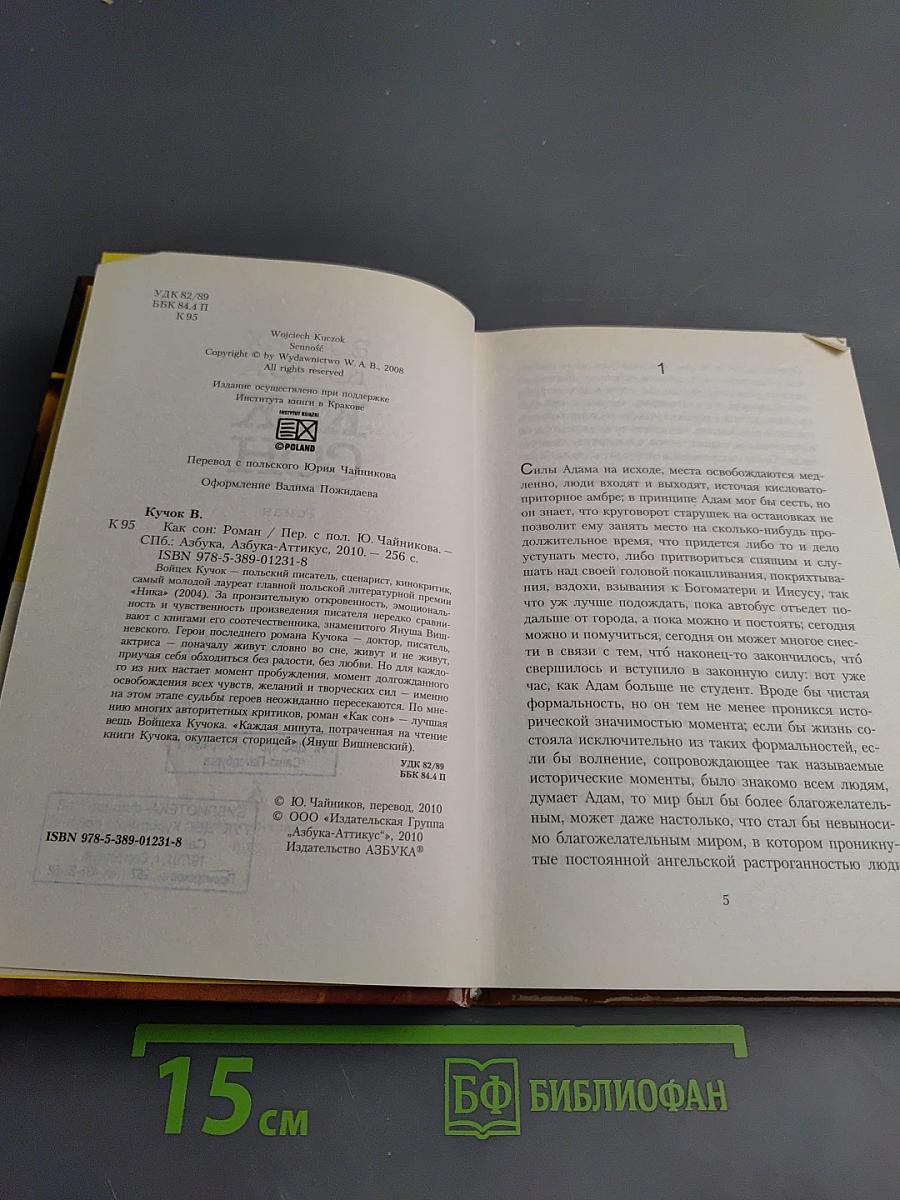 УДК 82/89
ББК 84.4 П
К 95
Wojciech Kuczok
Senność
Copyright © by Wydawnictwo W. A. B., 2008
All rights reserved
Издание осуществлено при поддержке
Института книги в Кракове
INSTYTUT KSIĄŻKI
©POLAND
Перевод с польского Юрия Чайникова
Оформление Вадима Пожидаева
Кучок В.
К 95 Как сон: Роман / Пер. с пол. Ю. Чайникова. —
СПб.: Азбука, Азбука-Аттикус, 2010. — 256 с.
ISBN 978-5-389-01231-8
Войцех Кучок — польский писатель, сценарист, кинокритик,
самый молодой лауреат главной польской литературной премии
«Ника» (2004). За пронзительную откровенность, эмоциональ-
ность и чувственность произведения писателя нередко сравни-
вают с книгами его соотечественника, знаменитого Януша Виш-
невского. Герои последнего романа Кучока — доктор, писатель,
актриса — поначалу живут словно во сне, живут и не живут,
приучая себя обходиться без радости, без любви. Но для каждо-
го из них настает момент пробуждения, момент долгожданного
освобождения всех чувств, желаний и творческих сил — именно
на этом этапе судьбы героев неожиданно пересекаются. По мне-
нию многих авторитетных критиков, роман «Как сон» — лучшая
вещь Войцеха Кучока. «Каждая минута, потраченная на чтение
книги Кучока, окупается сторицей» (Януш Вишневский).
УДК 82/89
ББК 84.4 П
© Ю. Чайников, перевод, 2010
© ООО «Издательская Группа
„Азбука-Аттикус“», 2010
Издательство АЗБУКА®
ISBN 978-5-389-01231-8
1
Силы Адама на исходе, места освобождаются мед-
ленно, люди входят и выходят, источая кисловато-
приторное амбре; в принципе Адам мог бы сесть, но
он знает, что круговорот старушек на остановках не
позволит ему занять место на сколько-нибудь про-
должительное время, что придется либо то и дело
уступать место, либо притвориться спящим и слу-
шать над своей головой покашливания, покряхтыва-
ния, вздохи, взывания к Богоматери и Иисусу, так
что уж лучше подождать, пока автобус отъедет по-
дальше от города, а пока можно и постоять; сегодня
можно и помучиться, сегодня он может многое снес-
ти в связи с тем, что́ наконец-то закончилось, что́
свершилось и вступило в законную силу: вот уже
час, как Адам больше не студент. Вроде бы чистая
формальность, но он тем не менее проникся исто-
рической значимостью момента; если бы жизнь со-
стояла исключительно из таких формальностей, ес-
ли бы волнение, сопровождающее так называемые
исторические моменты, было знакомо всем людям,
думает Адам, то мир был бы более благожелатель-
ным, может даже настолько, что стал бы невыноси-
мо благожелательным миром, в котором проникну-
тые постоянной ангельской растроганностью люди
5
15 см
БФ БИБЛИОФАН